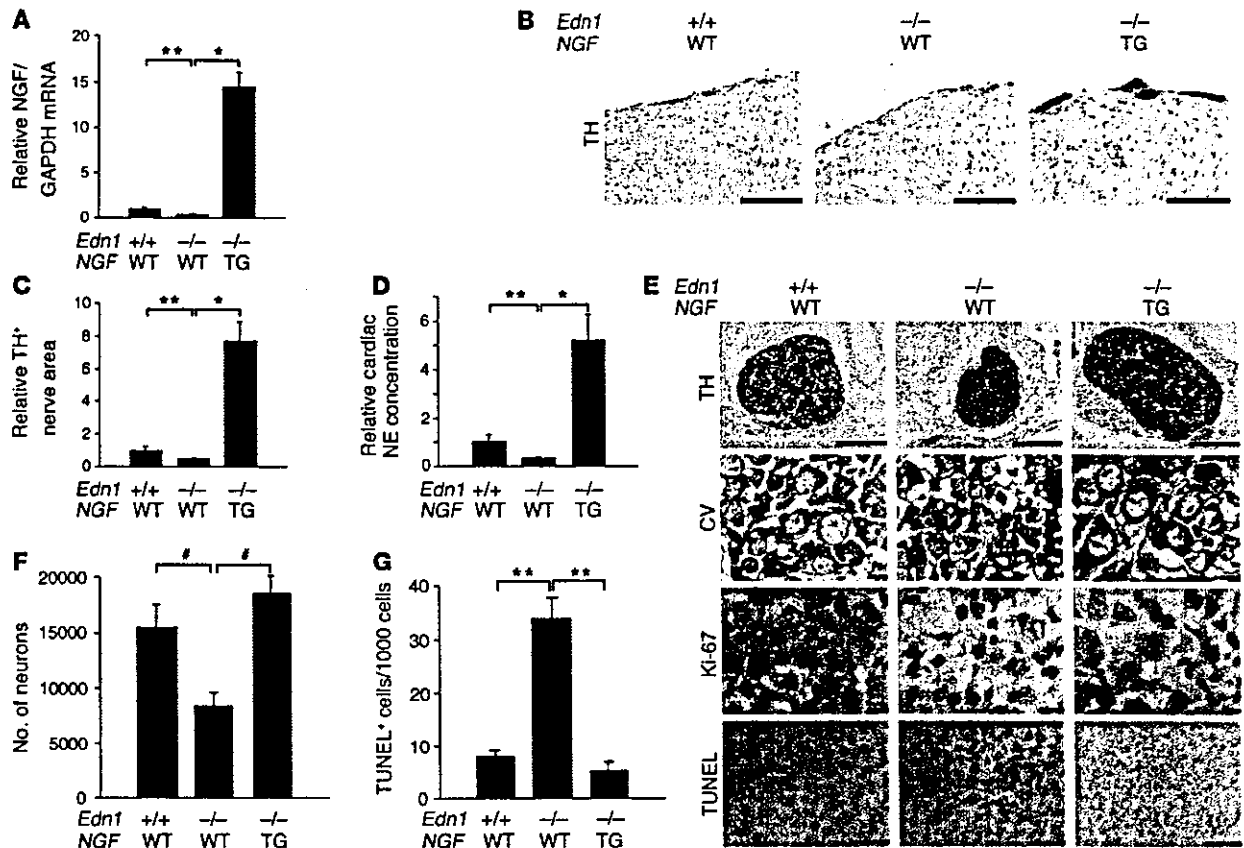 A
Relative NGF/
GAPDH mRNA
20
15
10
5
0
** *
Edn1 +/+ –/– –/–
NGF WT WT TG
B
Edn1 +/+ –/– –/–
NGF WT WT TG
TH
C
Relative TH+
nerve area
10
8
6
4
2
0
** *
Edn1 +/+ –/– –/–
NGF WT WT TG
D
Relative cardiac
NE concentration
6
4
2
0
** *
Edn1 +/+ –/– –/–
NGF WT WT TG
E
Edn1 +/+ –/– –/–
NGF WT WT TG
TH
CV
Ki-67
TUNEL
F
No. of neurons
20000
15000
10000
5000
0
# #
Edn1 +/+ –/– –/–
NGF WT WT TG
G
TUNEL+ cells/1000 cells
40
30
20
10
0
** **
Edn1 +/+ –/– –/–
NGF WT WT TG